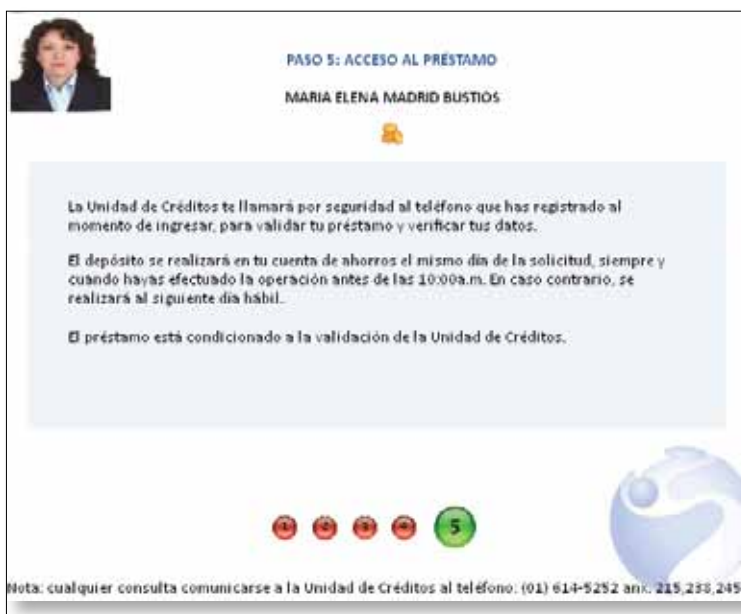 PASO 5: ACCESO AL PRÉSTAMO
MARIA ELENA MADRID BUSTIOS
La Unidad de Créditos te llamará por seguridad al teléfono que has registrado al
momento de ingresar, para validar tu préstamo y verificar tus datos.
El depósito se realizará en tu cuenta de ahorros el mismo día de la solicitud, siempre y
cuando hayas efectuado la operación antes de las 10:00a.m. En caso contrario, se
realizará al siguiente día hábil.
El préstamo está condicionado a la validación de la Unidad de Créditos.
1 2 3 4 5
Nota: cualquier consulta comunicarse a la Unidad de Créditos al teléfono: (01) 614-5252 anx. 215,238,245